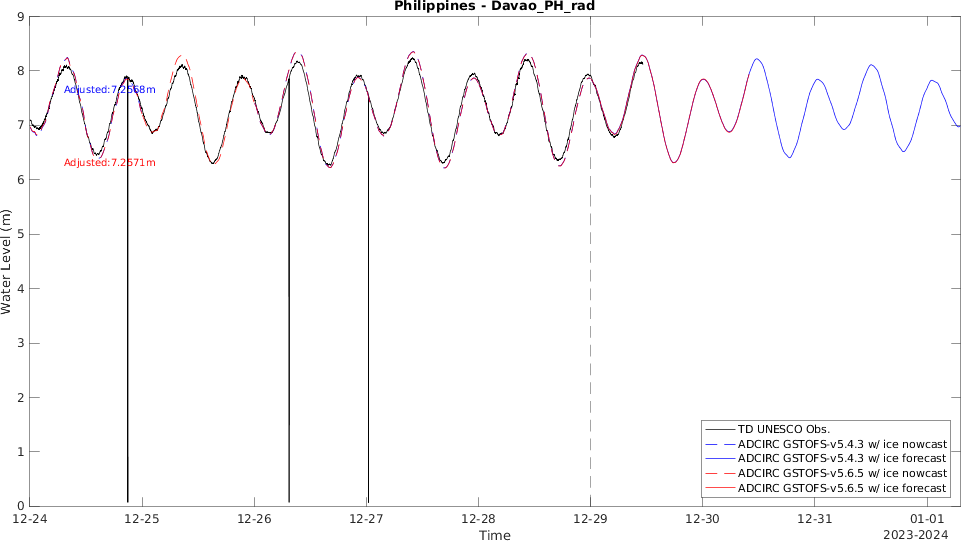 Philippines - Davao_PH_rad
9
8
7
6
5
4
3
2
1
0
Water Level (m)
Adjusted:7.2568m
Adjusted:7.2571m
TD UNESCO Obs.
ADCIRC GSTOFS-v5.4.3 w/ ice nowcast
ADCIRC GSTOFS-v5.4.3 w/ ice forecast
ADCIRC GSTOFS-v5.6.5 w/ ice nowcast
ADCIRC GSTOFS-v5.6.5 w/ ice forecast
12-24 12-25 12-26 12-27 12-28 12-29 12-30 12-31 01-01
Time
2023-2024